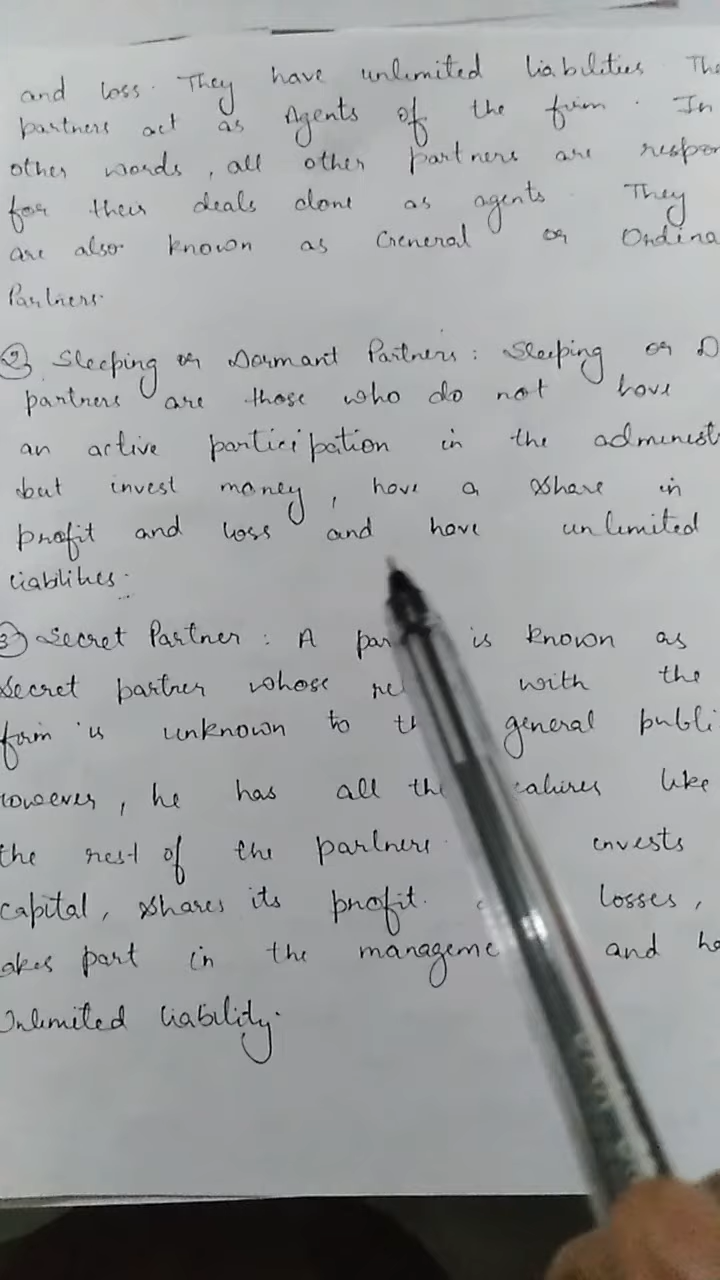 and loss. They have unlimited liabilities. The
partners act as Agents of the firm. In
other words, all other partners are
for their deals done as agents. They
are also known as General or
Partners.
2) Sleeping or Dormant Partners: Sleeping or
partners are those who do not have
an active participation in the
but invest money, have a share in
profit and loss and have unlimited
liabilities.
3) Secret Partner: A is known as
Secret partner whose with the
firm is unknown to general
However, he has all like
the rest of the partners invests
capital, shares its profit. losses,
part in the and
Unlimited liability.